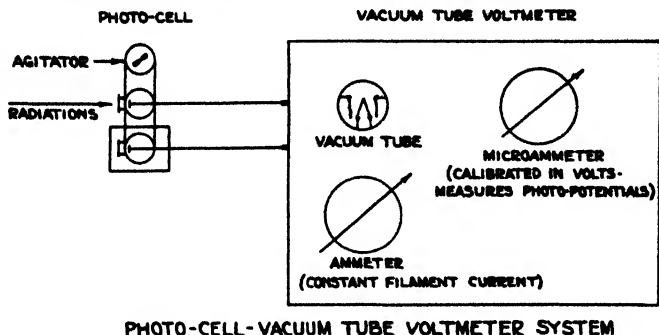 PHOTO-CELL
VACUUM TUBE VOLTMETER
AGITATOR
RADIATIONS
VACUUM TUBE
MICROAMMETER
(CALIBRATED IN VOLTS-
MEASURES PHOTO-POTENTIALS)
AMMETER
(CONSTANT FILAMENT CURRENT)
PHOTO-CELL-VACUUM TUBE VOLTMETER SYSTEM